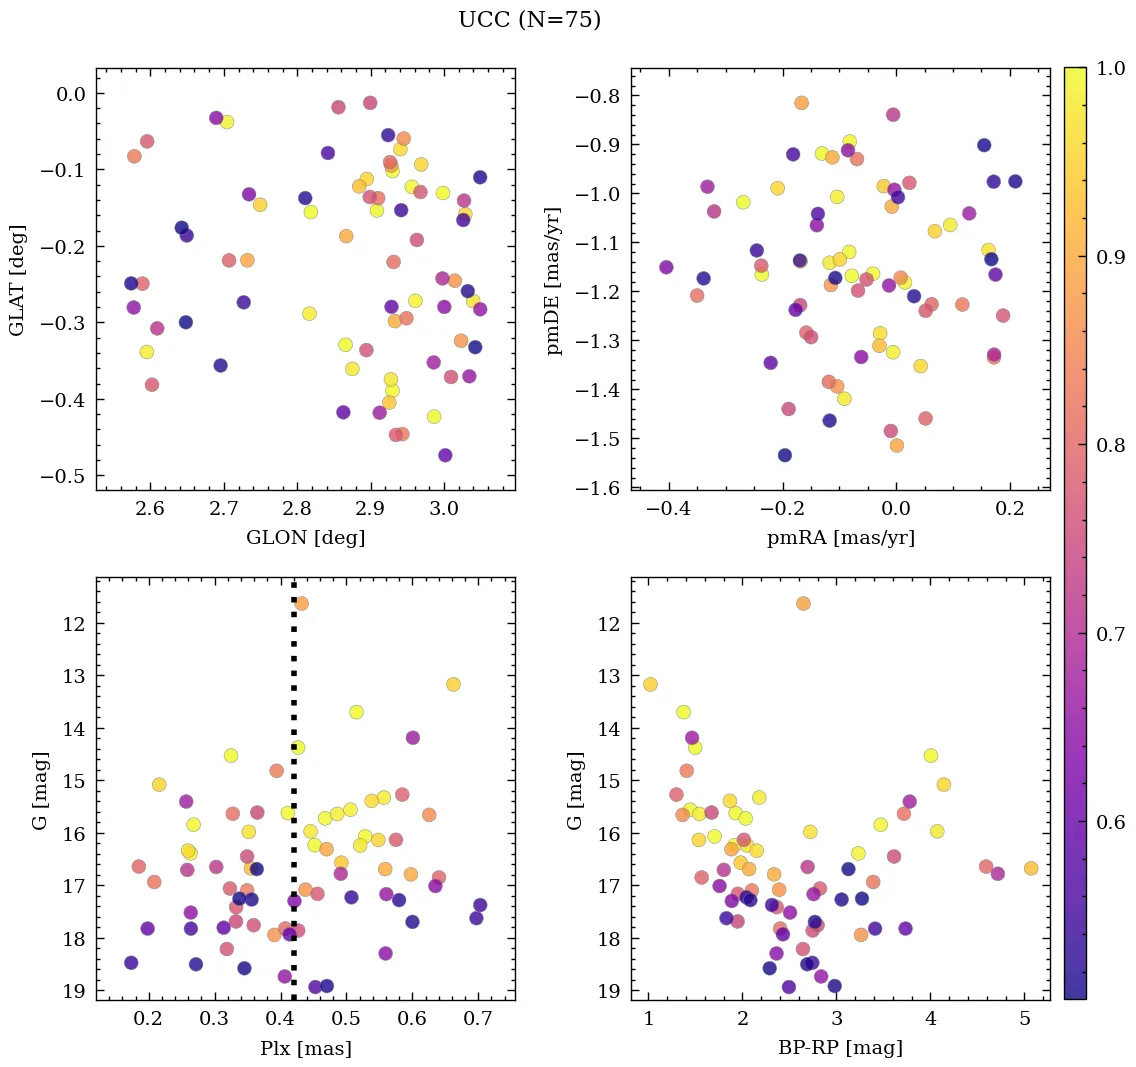 UCC (N=75)
0.0
−0.1
−0.2
−0.3
−0.4
−0.5
GLAT [deg]
2.6 2.7 2.8 2.9 3.0
GLON [deg]
−0.8
−0.9
−1.0
−1.1
−1.2
−1.3
−1.4
−1.5
−1.6
pmDE [mas/yr]
−0.4 −0.2 0.0 0.2
pmRA [mas/yr]
12
13
14
15
16
17
18
19
G [mag]
0.2 0.3 0.4 0.5 0.6 0.7
Plx [mas]
12
13
14
15
16
17
18
19
G [mag]
1 2 3 4 5
BP-RP [mag]
1.0
0.9
0.8
0.7
0.6